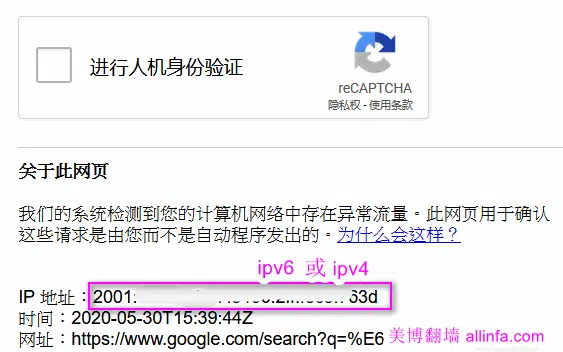 进行人机身份验证
reCAPTCHA
隐私权 - 使用条款
关于此网页
我们的系统检测到您的计算机网络中存在异常流量。此网页用于确认
这些请求是由您而不是自动程序发出的。为什么会这样？
ipv6 或 ipv4
IP 地址：2001: 63d
时间：2020-05-30T15:39:44Z
网址：https://www.google.com/search?q=%E6 美博翻墙 allinfa.com